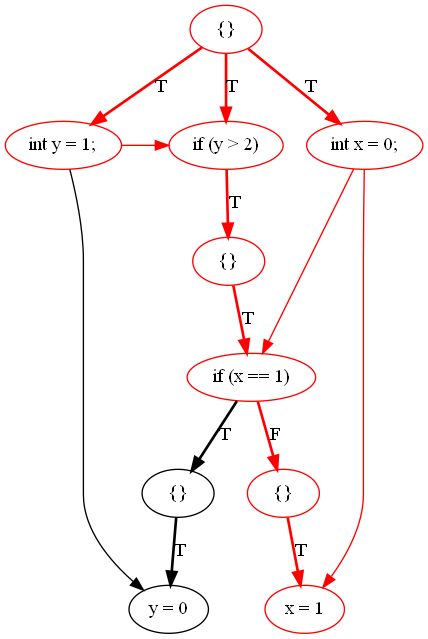 {}
T
T
T
int y = 1;
if (y > 2)
int x = 0;
T
{}
T
if (x == 1)
T
F
{}
{}
T
T
y = 0
x = 1